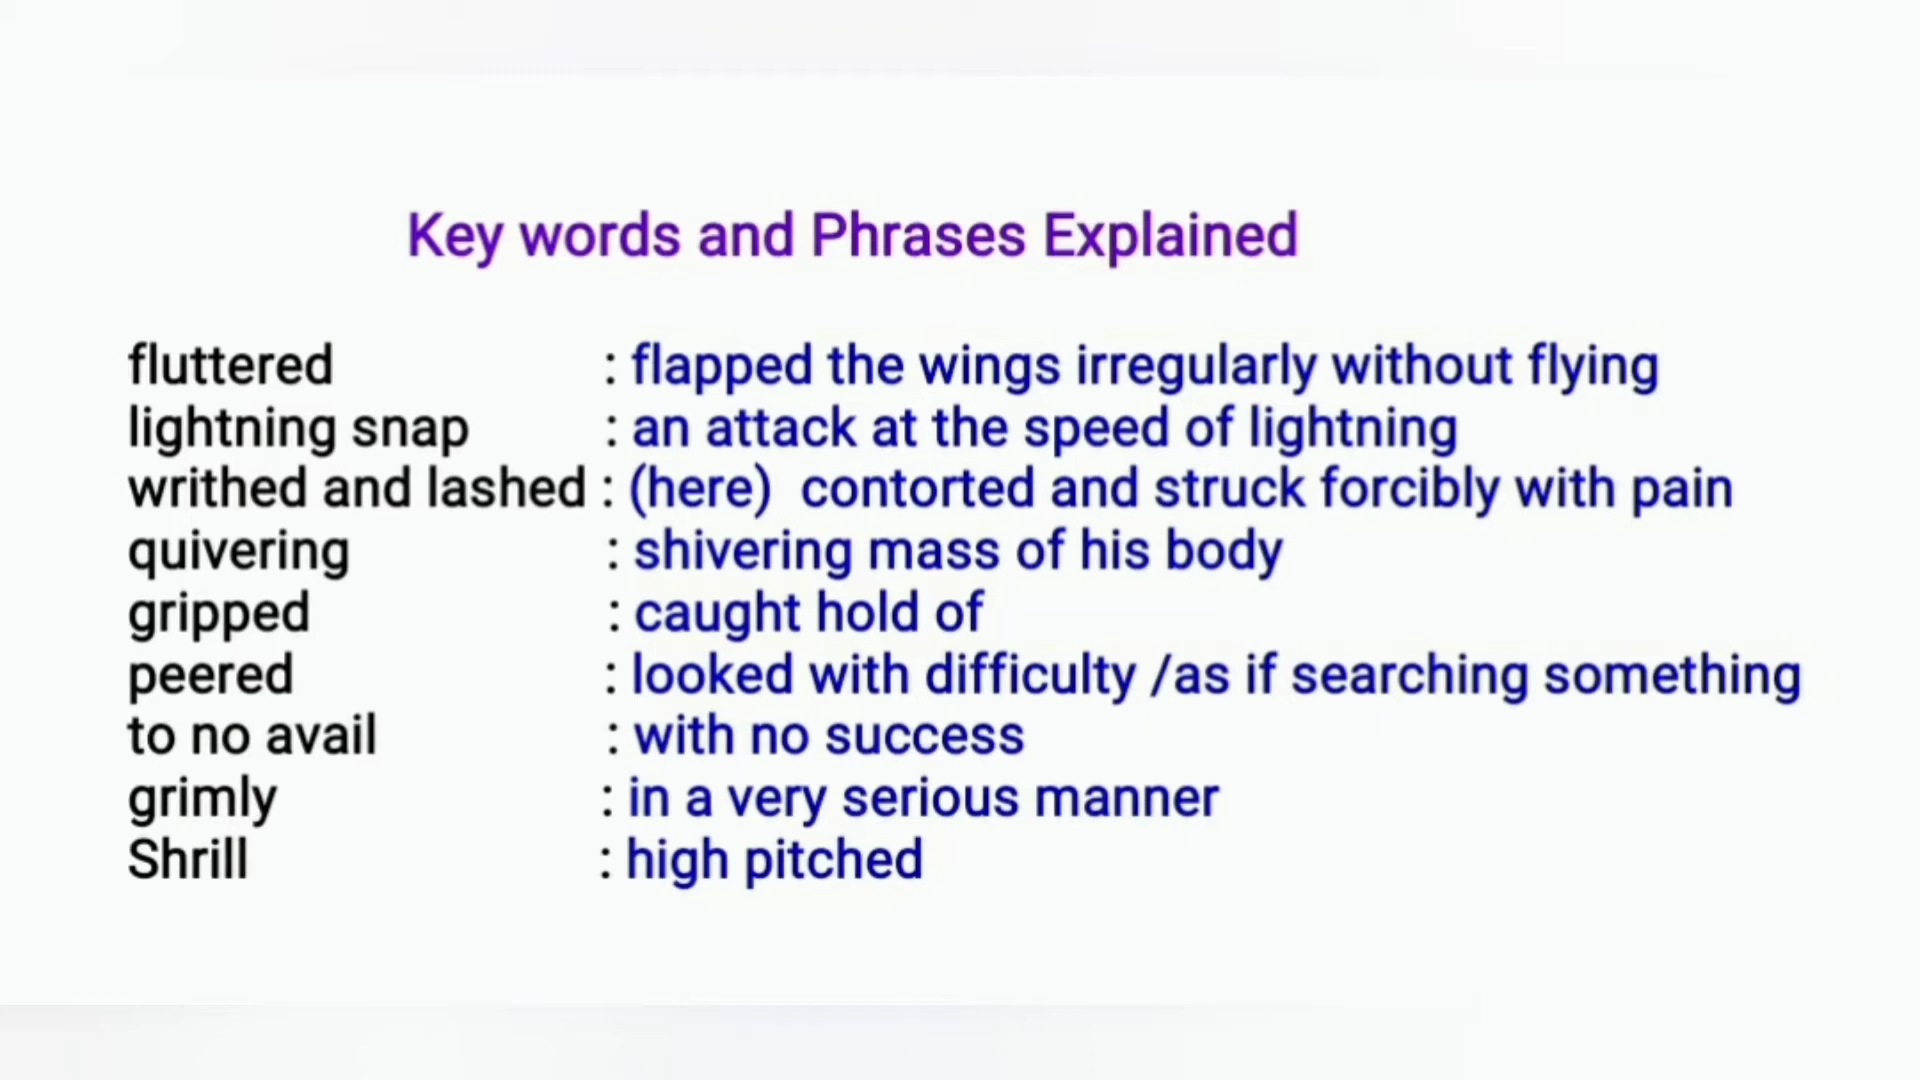 Key words and Phrases Explained
fluttered : flapped the wings irregularly without flying
lightning snap : an attack at the speed of lightning
writhed and lashed : (here) contorted and struck forcibly with pain
quivering : shivering mass of his body
gripped : caught hold of
peered : looked with difficulty /as if searching something
to no avail : with no success
grimly : in a very serious manner
Shrill : high pitched